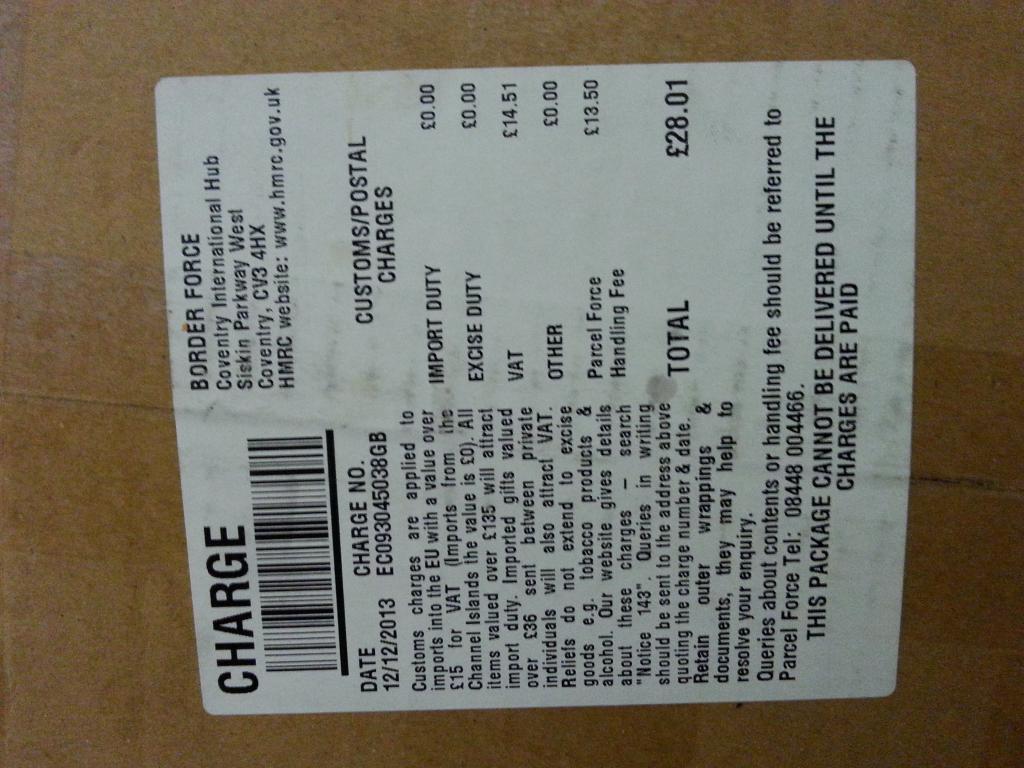 CHARGE
BORDER FORCE
Coventry International Hub
Siskin Parkway West
Coventry, CV3 4HX
HMRC website: www.hmrc.gov.uk
DATE CHARGE NO.
12/12/2013 EC093045038GB
Customs charges are applied to
imports into the EU with a value over
£15 for VAT (Imports from the
Channel Islands the value is £0). All
items valued over £135 will attract
import duty. Imported gifts valued
over £36 sent between private
individuals will also attract VAT.
Reliefs do not extend to excise
goods e.g. tobacco products &
alcohol. Our website gives details
about these charges – search
"Notice 143". Queries in writing
should be sent to the address above
quoting the charge number & date.
Retain outer wrappings &
documents, they may help to
resolve your enquiry.
CUSTOMS/POSTAL
CHARGES
IMPORT DUTY £0.00
EXCISE DUTY £0.00
VAT £14.51
OTHER £0.00
Parcel Force
Handling Fee £13.50
TOTAL £28.01
Queries about contents or handling fee should be referred to
Parcel Force Tel: 08448 004466.
THIS PACKAGE CANNOT BE DELIVERED UNTIL THE
CHARGES ARE PAID